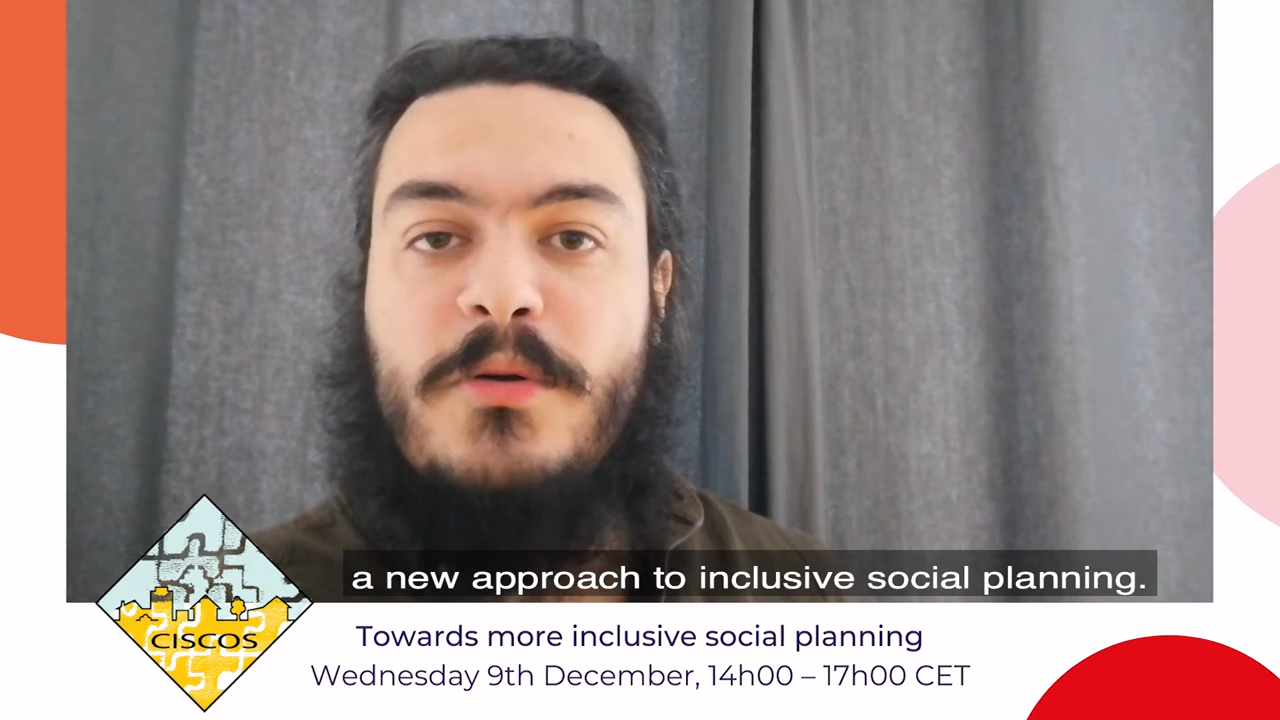 a new approach to inclusive social planning.
CISCOS
Towards more inclusive social planning
Wednesday 9th December, 14h00 – 17h00 CET